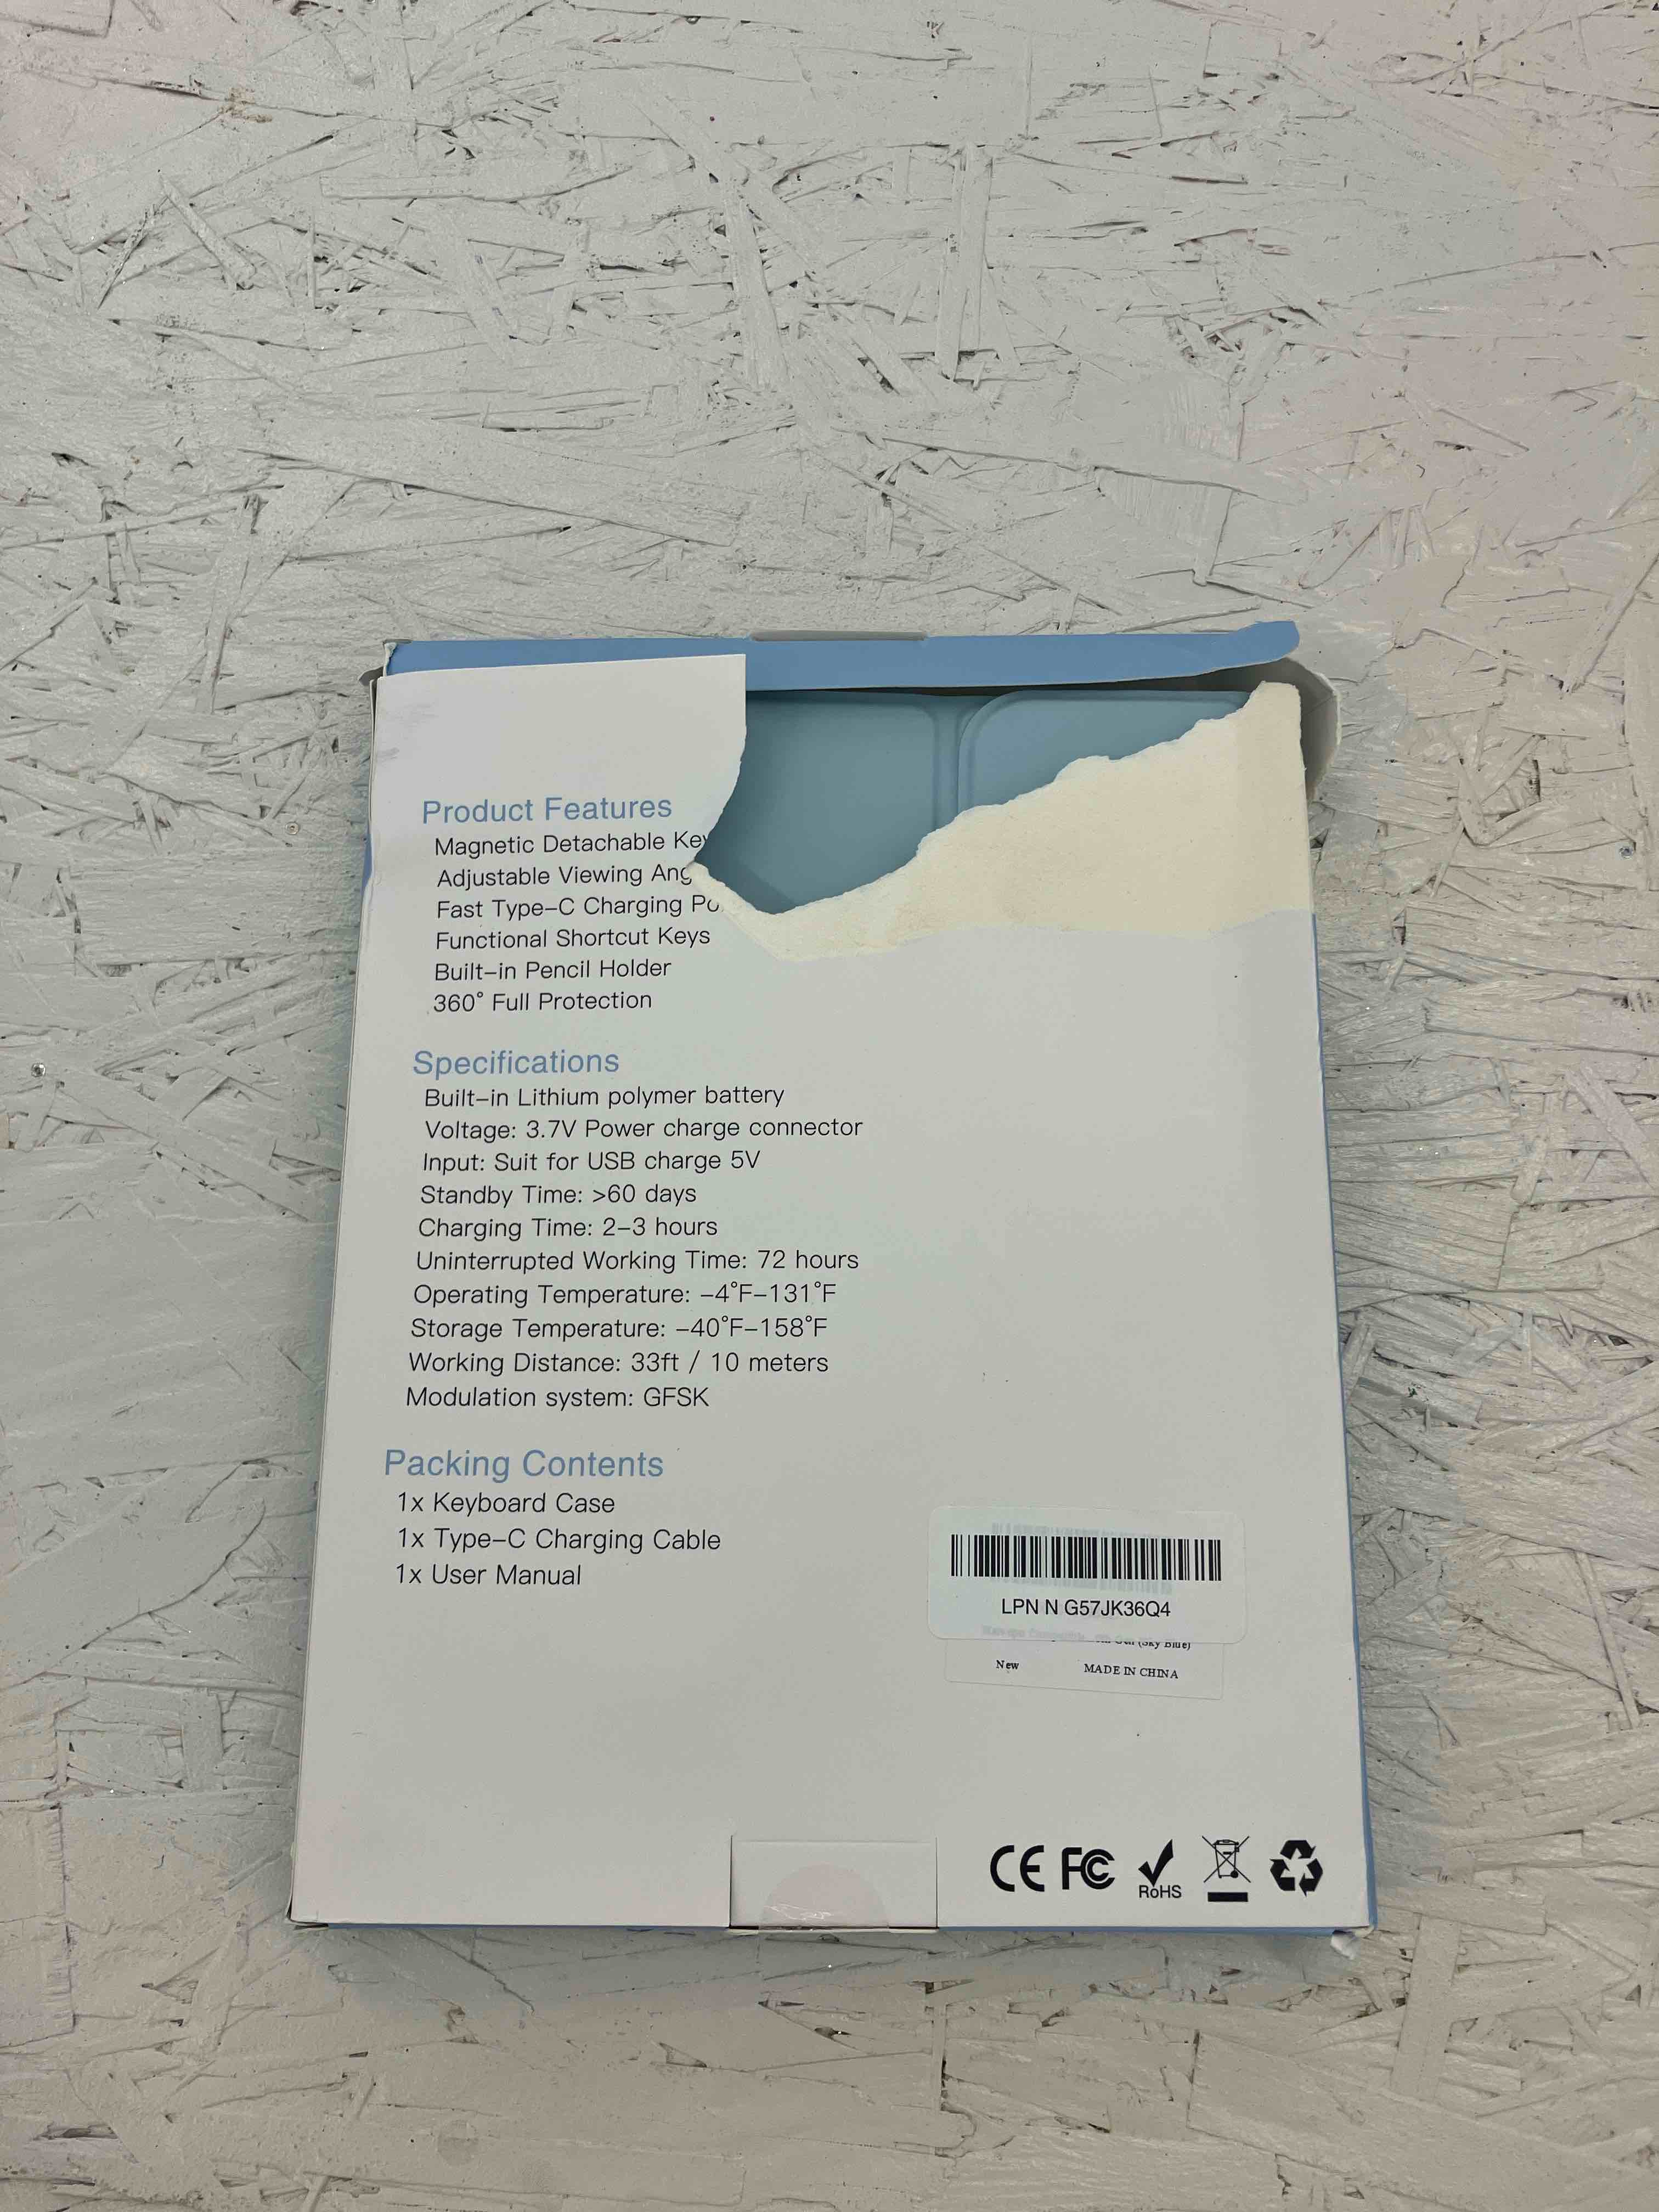 Product Features
Magnetic Detachable Key
Adjustable Viewing Ang
Fast Type-C Charging Po
Functional Shortcut Keys
Built-in Pencil Holder
360° Full Protection
Specifications
Built-in Lithium polymer battery
Voltage: 3.7V Power charge connector
Input: Suit for USB charge 5V
Standby Time: >60 days
Charging Time: 2-3 hours
Uninterrupted Working Time: 72 hours
Operating Temperature: -4°F-131°F
Storage Temperature: -40°F-158°F
Working Distance: 33ft / 10 meters
Modulation system: GFSK
Packing Contents
1x Keyboard Case
1x Type-C Charging Cable
1x User Manual
LPN N G57JK36Q4
(Sky Blue)
New MADE IN CHINA
CE FC RoHS